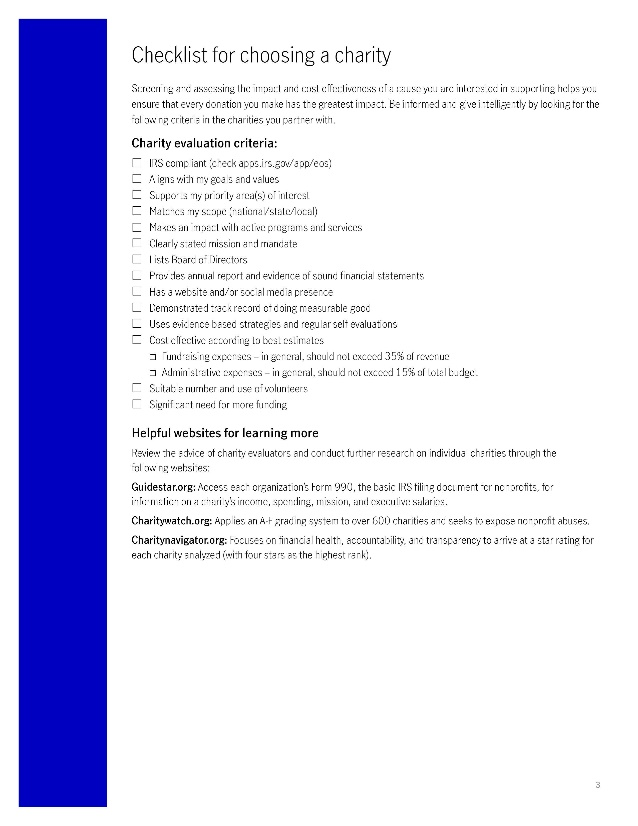 Checklist for choosing a charity
Screening and assessing the impact and cost effectiveness of a cause you are interested in supporting helps you
ensure that every donation you make has the greatest impact. Be informed and give intelligently by looking for the
following criteria in the charities you partner with.
Charity evaluation criteria:
IRS compliant (check apps.irs.gov/app/eos)
Aligns with my goals and values
Supports my priority area(s) of interest
Matches my scope (national/state/local)
Makes an impact with active programs and services
Clearly stated mission and mandate
Lists Board of Directors
Provides annual report and evidence of sound financial statements
Has a website and/or social media presence
Demonstrated track record of doing measurable good
Uses evidence based strategies and regular self evaluations
Cost effective according to best estimates
Fundraising expenses – in general, should not exceed 35% of revenue
Administrative expenses – in general, should not exceed 15% of total budget.
Suitable number and use of volunteers
Significant need for more funding
Helpful websites for learning more
Review the advice of charity evaluators and conduct further research on individual charities through the
following websites:
Guidestar.org: Access each organization's Form 990, the basic IRS filing document for nonprofits, for
information on a charity's income, spending, mission, and executive salaries.
Charitywatch.org: Applies an A-F grading system to over 600 charities and seeks to expose nonprofit abuses.
Charitynavigator.org: Focuses on financial health, accountability, and transparency to arrive at a star rating for
each charity analyzed (with four stars as the highest rank).
3